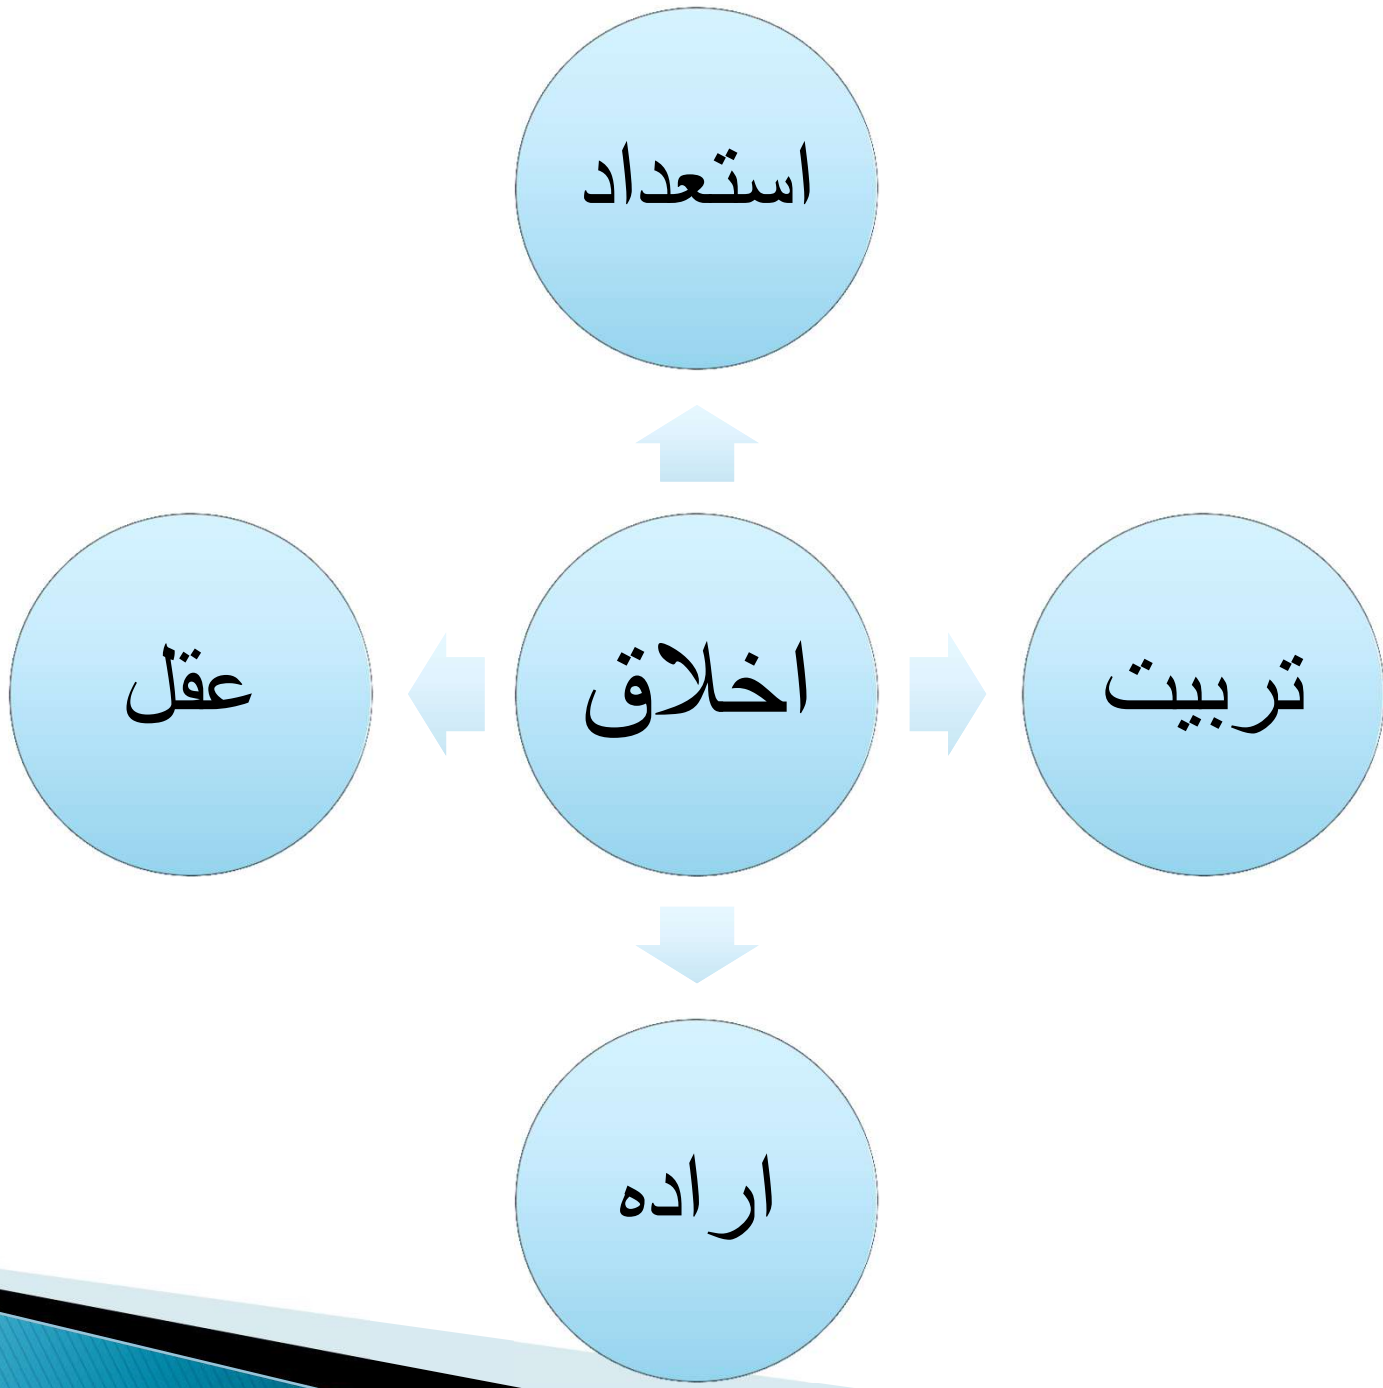 استعداد
تربیت
اخلاق
عقل
اراده